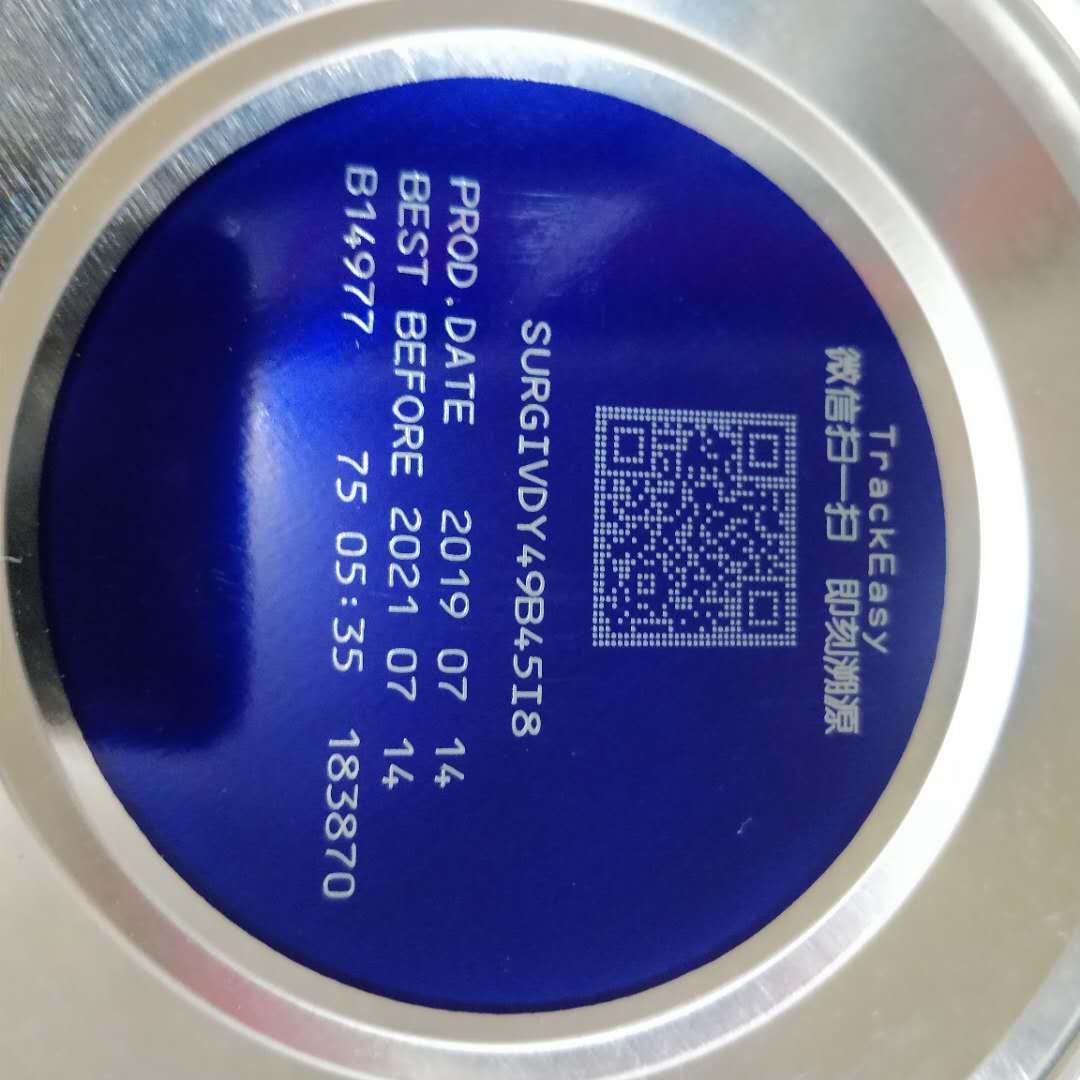 TrackEasy
微信扫一扫 即刻溯源
SURGIVDY49B45I8
PROD.DATE 2019 07 14
BEST BEFORE 2021 07 14
B14977 75 05:35 183870